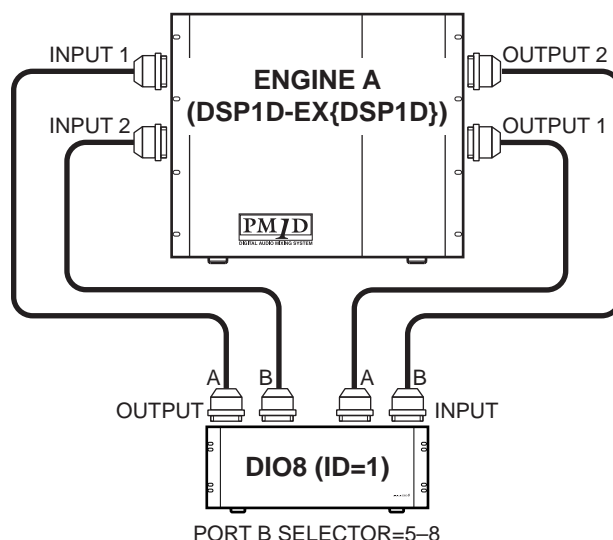 INPUT 1
OUTPUT 2
ENGINE A
(DSP1D-EX{DSP1D})
INPUT 2
OUTPUT 1
PM1D
DIGITAL AUDIO MIXING SYSTEM
A B A B
OUTPUT
INPUT
DIO8 (ID=1)
PORT B SELECTOR=5–8